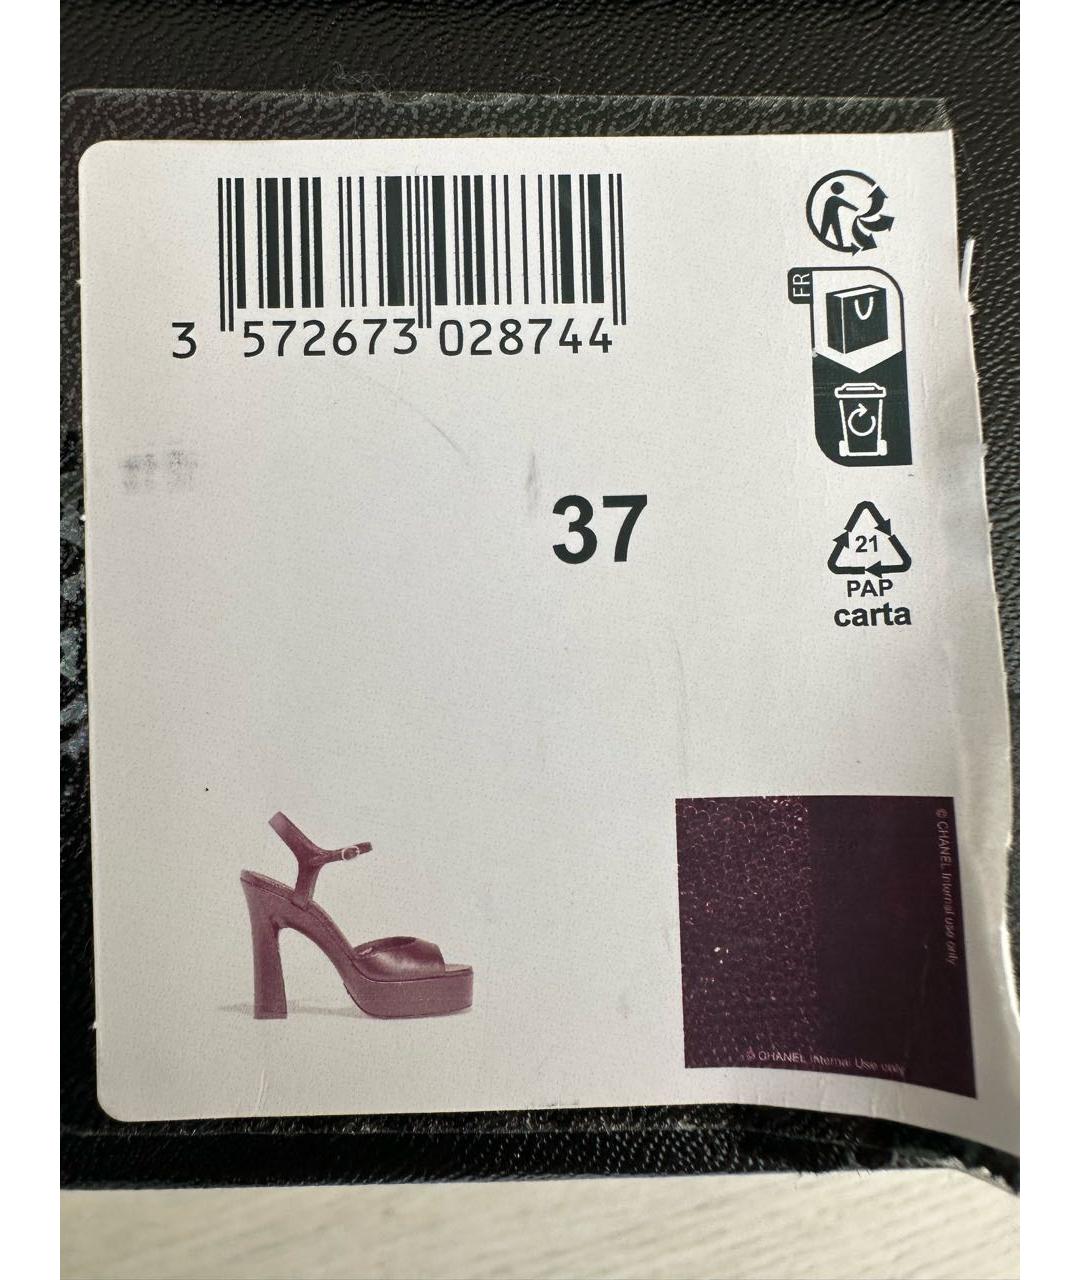 3 572673 028744
FR
37
21
PAP
carta
© CHANEL Internal use only
© CHANEL Internal Use only